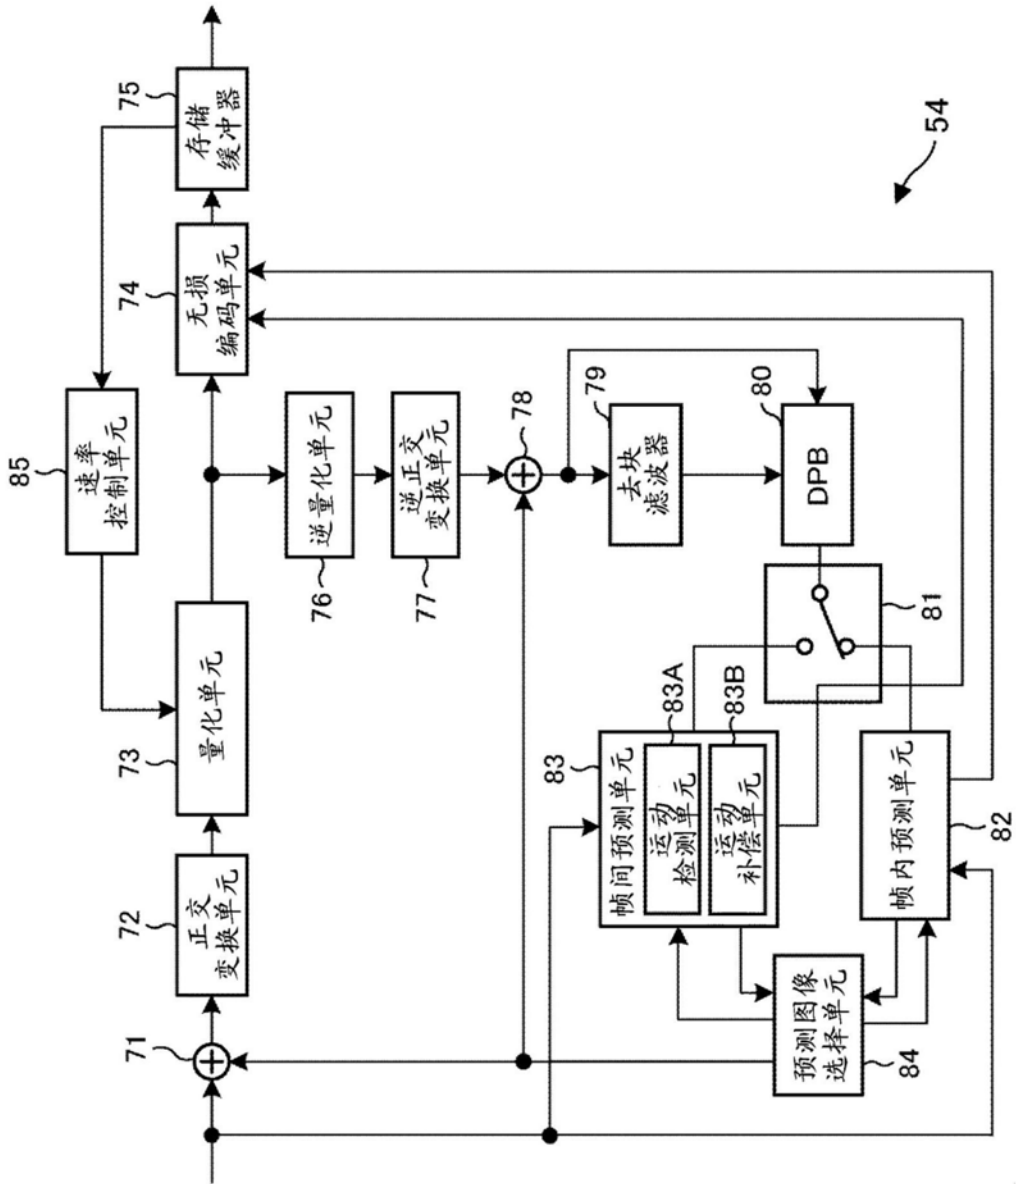 85
速率
控制单元
71
72
正交
变换单元
73
量化单元
74
无损
编码单元
75
存储
缓冲器
76
逆量化单元
77
逆正交
变换单元
78
79
去块
滤波器
80
DPB
81
83
帧间预测单元
83A
运动
检测单元
83B
运动
补偿单元
82
帧内预测单元
84
预测图像
选择单元
54